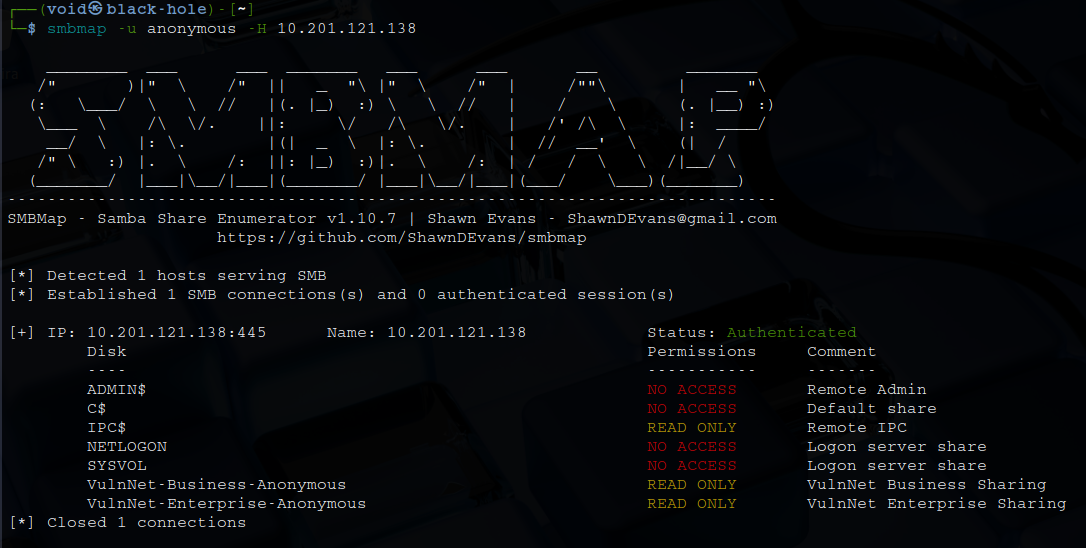 ┌──(void㉿black-hole)-[~]
└─$ smbmap -u anonymous -H 10.201.121.138
SMBMAP
-----------------------------------------------------------------------------
SMBMap - Samba Share Enumerator v1.10.7 | Shawn Evans - ShawnDEvans@gmail.com
https://github.com/ShawnDEvans/smbmap
[*] Detected 1 hosts serving SMB
[*] Established 1 SMB connections(s) and 0 authenticated session(s)
[+] IP: 10.201.121.138:445 Name: 10.201.121.138 Status: Authenticated
Disk Permissions Comment
---- ----------- -------
ADMIN$ NO ACCESS Remote Admin
C$ NO ACCESS Default share
IPC$ READ ONLY Remote IPC
NETLOGON NO ACCESS Logon server share
SYSVOL NO ACCESS Logon server share
VulnNet-Business-Anonymous READ ONLY VulnNet Business Sharing
VulnNet-Enterprise-Anonymous READ ONLY VulnNet Enterprise Sharing
[*] Closed 1 connections